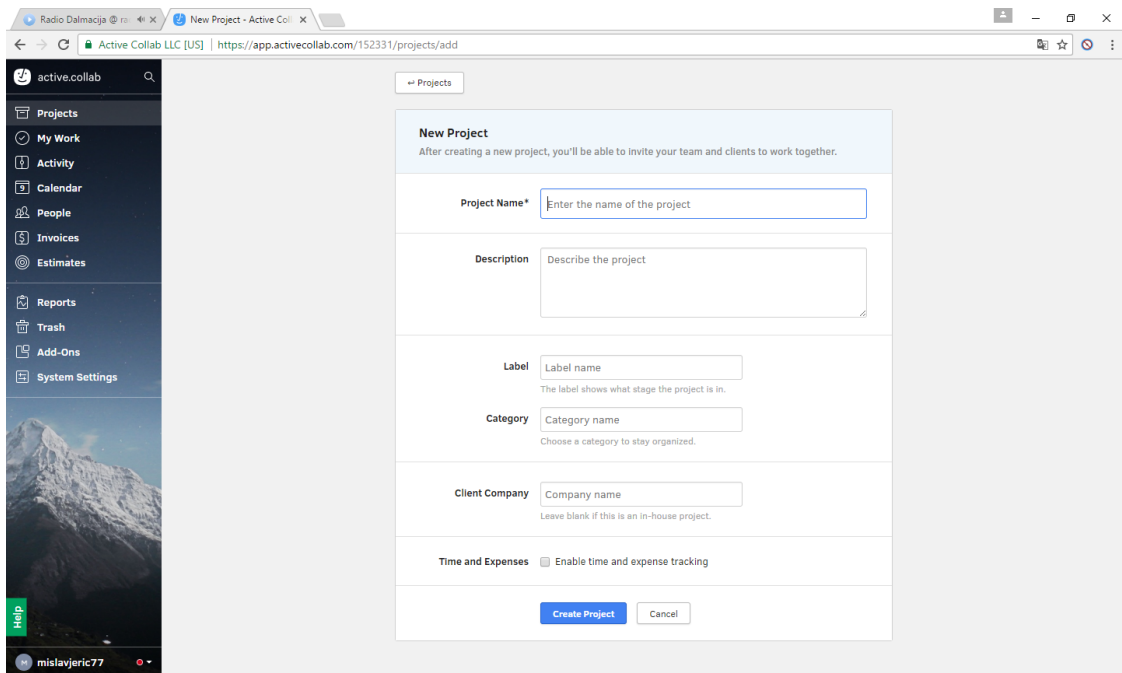 Radio Dalmacija @ ra
New Project - Active Coll
Active Collab LLC [US] | https://app.activecollab.com/152331/projects/add
active.collab
Projects
My Work
Activity
9 Calendar
People
$ Invoices
Estimates
Reports
Trash
Add-Ons
System Settings
Help
M mislavjeric77
↩ Projects
New Project
After creating a new project, you'll be able to invite your team and clients to work together.
Project Name* Enter the name of the project
Description Describe the project
Label Label name
The label shows what stage the project is in.
Category Category name
Choose a category to stay organized.
Client Company Company name
Leave blank if this is an in-house project.
Time and Expenses Enable time and expense tracking
Create Project Cancel